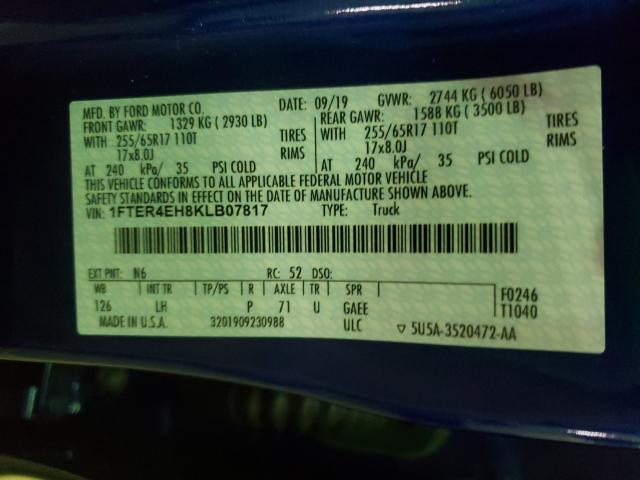 MFD. BY FORD MOTOR CO. DATE: 09/19 GVWR: 2744 KG ( 6050 LB)
FRONT GAWR: 1329 KG ( 2930 LB) REAR GAWR: 1588 KG ( 3500 LB)
WITH 255/65R17 110T TIRES WITH 255/65R17 110T TIRES
17x8.0J RIMS 17x8.0J RIMS
AT 240 kPa/ 35 PSI COLD AT 240 kPa/ 35 PSI COLD
THIS VEHICLE CONFORMS TO ALL APPLICABLE FEDERAL MOTOR VEHICLE
SAFETY STANDARDS IN EFFECT ON THE DATE OF MANUFACTURE SHOWN ABOVE.
VIN: 1FTER4EH8KLB07817 TYPE: Truck
EXT PNT: N6 RC: 52 DSO:
WB INT TR TP/PS R AXLE TR SPR F0246
126 LH P 71 U GAEE T1040
MADE IN U.S.A. 3201909230988 ULC ▽ 5U5A-3520472-AA